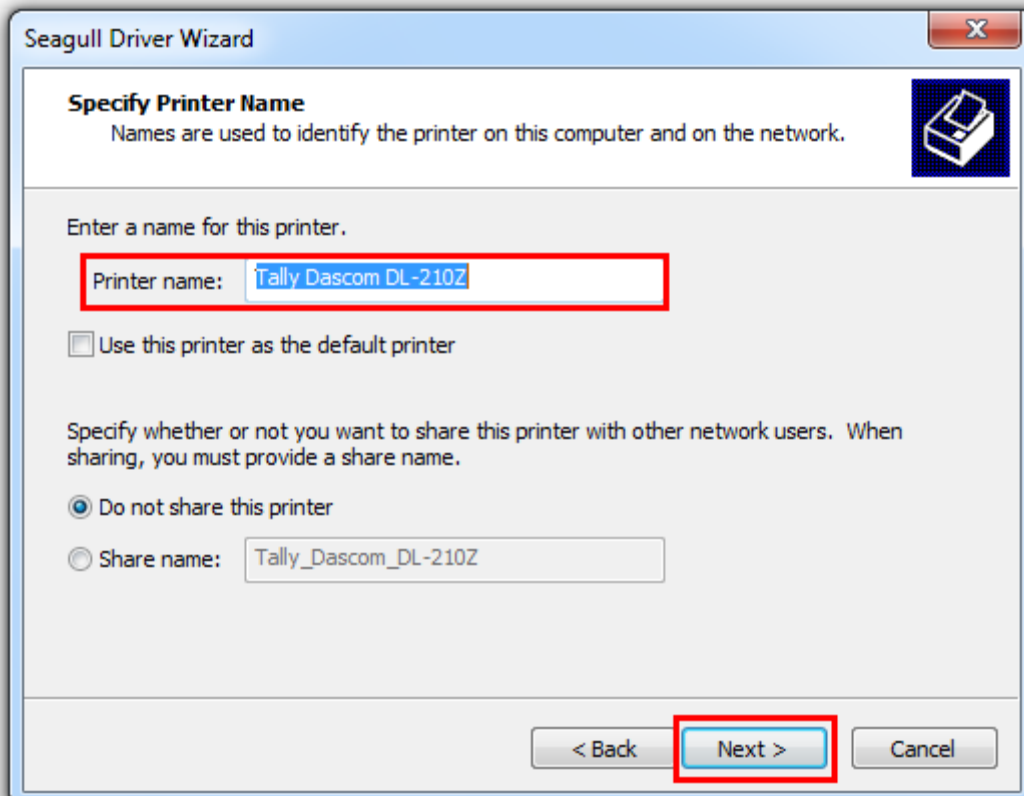 Seagull Driver Wizard
Specify Printer Name
Names are used to identify the printer on this computer and on the network.
Enter a name for this printer.
Printer name: Tally Dascom DL-210Z
Use this printer as the default printer
Specify whether or not you want to share this printer with other network users.  When
sharing, you must provide a share name.
Do not share this printer
Share name: Tally_Dascom_DL-210Z
< Back Next > Cancel